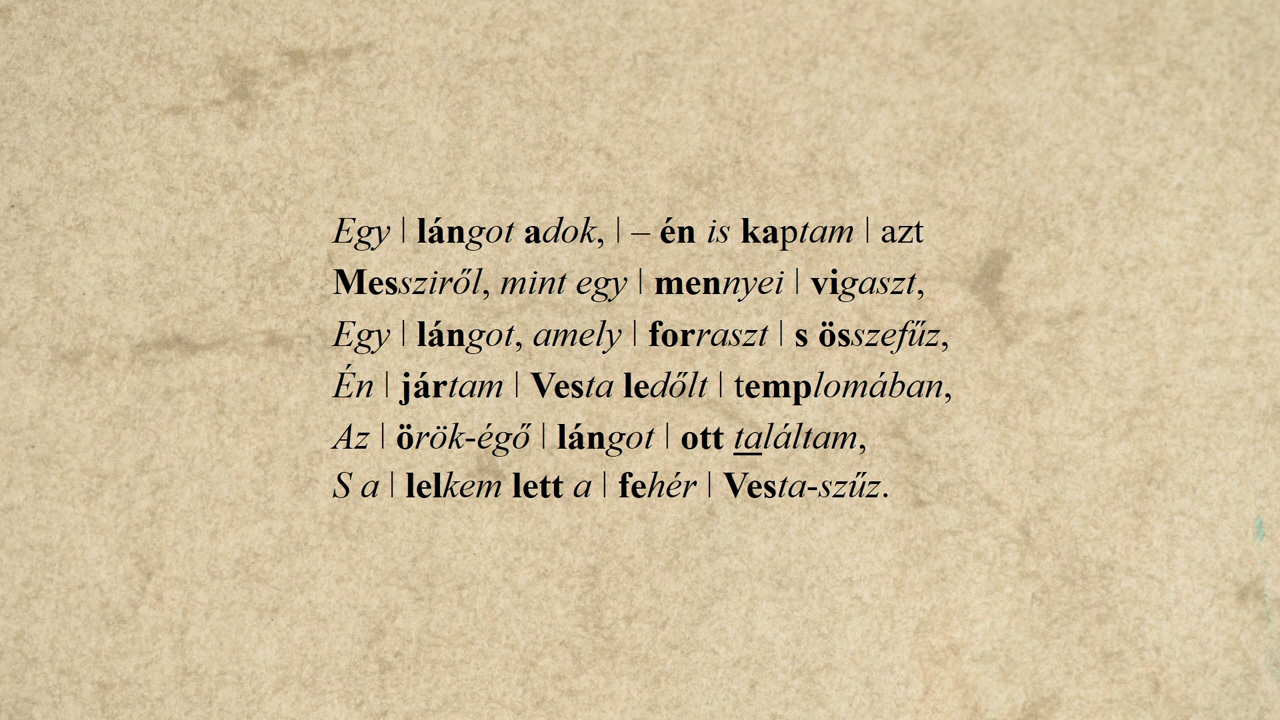 Egy | lángot adok, | – én is kaptam | azt
Messziről, mint egy | mennyei | vigaszt,
Egy | lángot, amely | forraszt | s összefűz,
Én | jártam | Vesta ledőlt | templomában,
Az | örök-égő | lángot | ott találtam,
S a | lelkem lett a | fehér | Vesta-szűz.